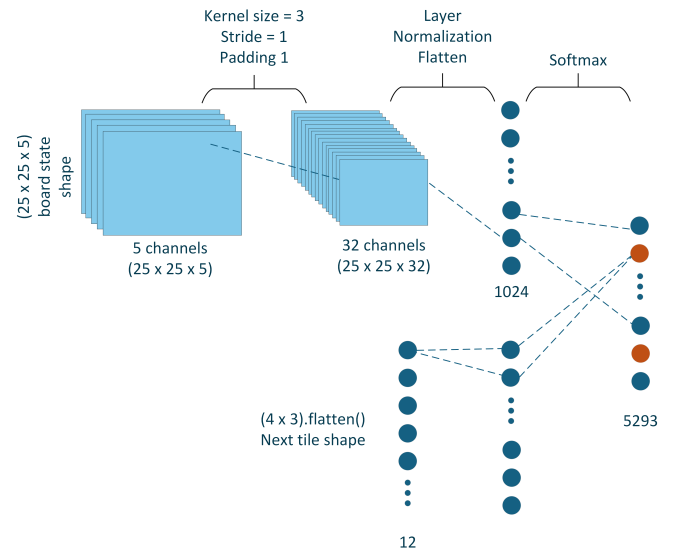 Kernel size = 3
Stride = 1
Padding 1
Layer
Normalization
Flatten
Softmax
(25 x 25 x 5)
board state
shape
5 channels
(25 x 25 x 5)
32 channels
(25 x 25 x 32)
1024
(4 x 3).flatten()
Next tile shape
5293
12